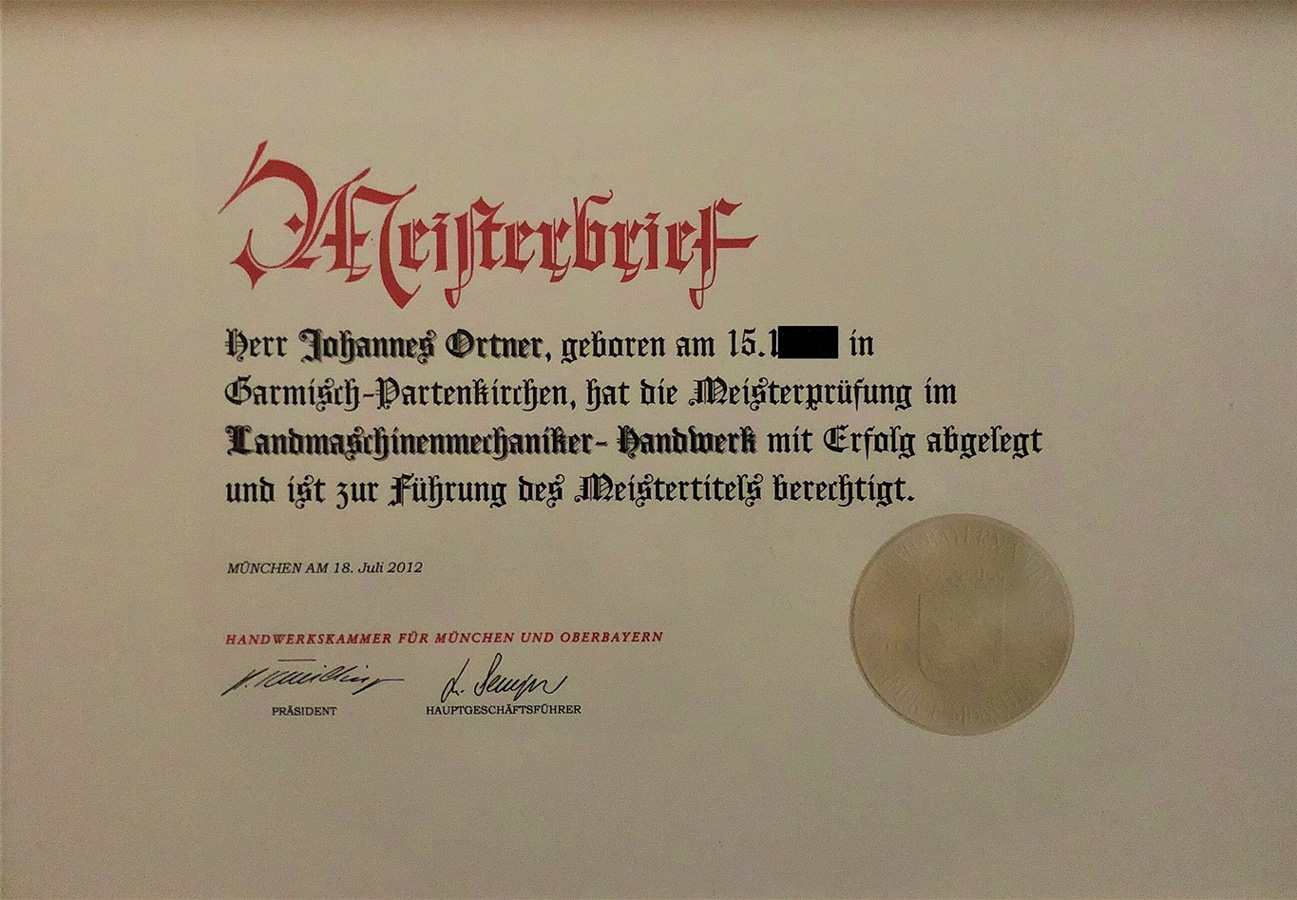 Meisterbrief
Herr Johannes Ortner, geboren am 15.1 in
Garmisch-Partenkirchen, hat die Meisterprüfung im
Landmaschinenmechaniker- Handwerk mit Erfolg abgelegt
und ist zur Führung des Meistertitels berechtigt.
MÜNCHEN AM 18. Juli 2012
HANDWERKSKAMMER FÜR MÜNCHEN UND OBERBAYERN
PRÄSIDENT HAUPTGESCHÄFTSFÜHRER